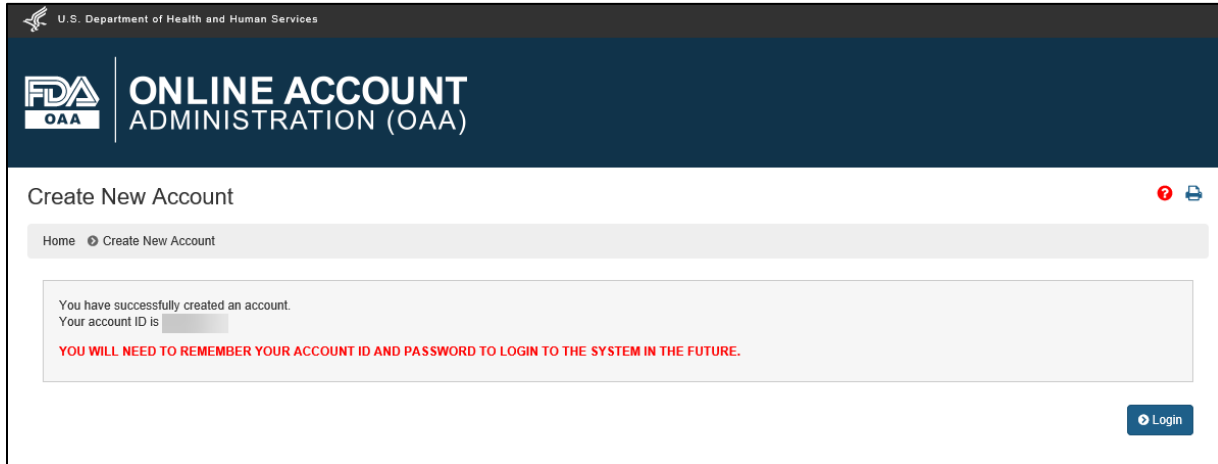 U.S. Department of Health and Human Services
FDA
OAA
ONLINE ACCOUNT
ADMINISTRATION (OAA)
Create New Account
?
Home Create New Account
You have successfully created an account.
Your account ID is
YOU WILL NEED TO REMEMBER YOUR ACCOUNT ID AND PASSWORD TO LOGIN TO THE SYSTEM IN THE FUTURE.
Login